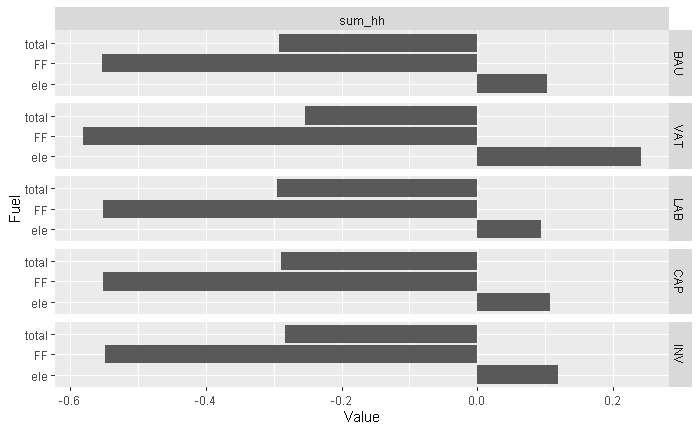 sum_hh
total
FF
ele
BAU
total
FF
ele
VAT
total
FF
ele
LAB
total
FF
ele
CAP
total
FF
ele
INV
Fuel
-0.6 -0.4 -0.2 0.0 0.2
Value